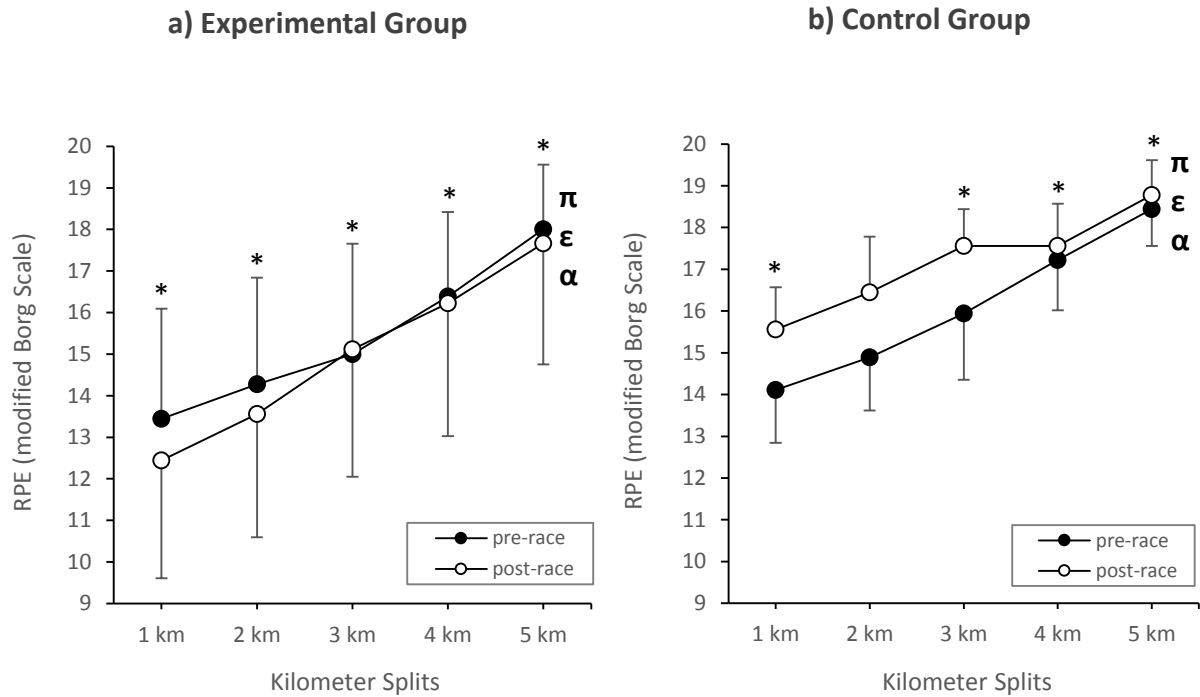 a) Experimental Group
RPE (modified Borg Scale)
20
19
18
17
16
15
14
13
12
11
10
9
*
*
*
*
*
π
ε
α
pre-race
post-race
1 km 2 km 3 km 4 km 5 km
Kilometer Splits
b) Control Group
RPE (modified Borg Scale)
20
19
18
17
16
15
14
13
12
11
10
9
*
*
*
*
π
ε
α
pre-race
post-race
1 km 2 km 3 km 4 km 5 km
Kilometer Splits